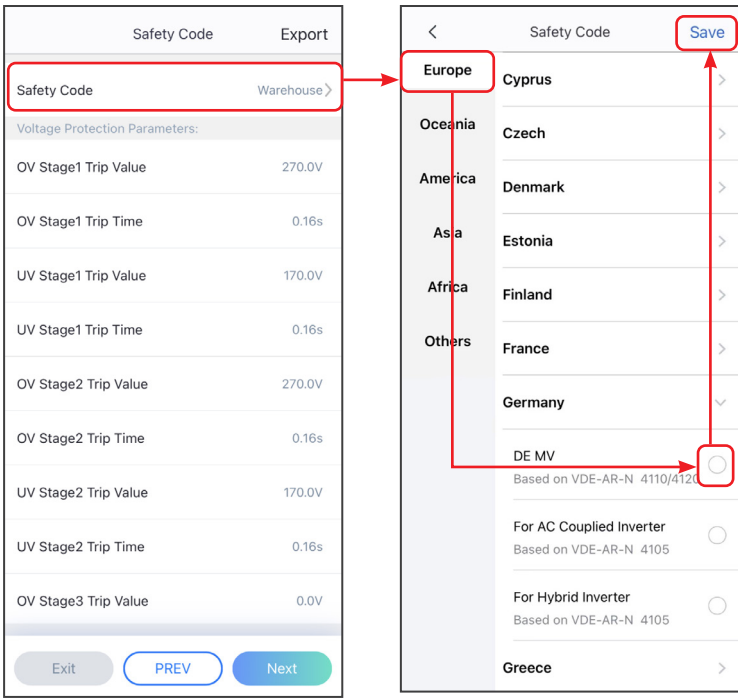 Safety Code Export
Safety Code Warehouse
Voltage Protection Parameters:
OV Stage1 Trip Value 270.0V
OV Stage1 Trip Time 0.16s
UV Stage1 Trip Value 170.0V
UV Stage1 Trip Time 0.16s
OV Stage2 Trip Value 270.0V
OV Stage2 Trip Time 0.16s
UV Stage2 Trip Value 170.0V
UV Stage2 Trip Time 0.16s
OV Stage3 Trip Value 0.0V
Exit PREV Next
Safety Code Save
Europe
Oceania
America
Asia
Africa
Others
Cyprus
Czech
Denmark
Estonia
Finland
France
Germany
DE MV
Based on VDE-AR-N 4110/4120
For AC Couplied Inverter
Based on VDE-AR-N 4105
For Hybrid Inverter
Based on VDE-AR-N 4105
Greece